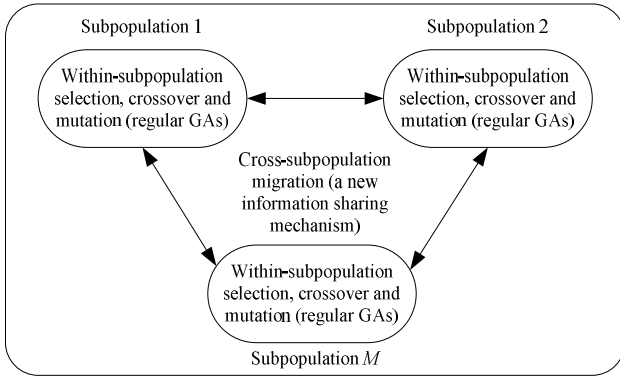 Subpopulation 1
Subpopulation 2
Within-subpopulation
selection, crossover and
mutation (regular GAs)
Within-subpopulation
selection, crossover and
mutation (regular GAs)
Cross-subpopulation
migration (a new
information sharing
mechanism)
Within-subpopulation
selection, crossover and
mutation (regular GAs)
Subpopulation M